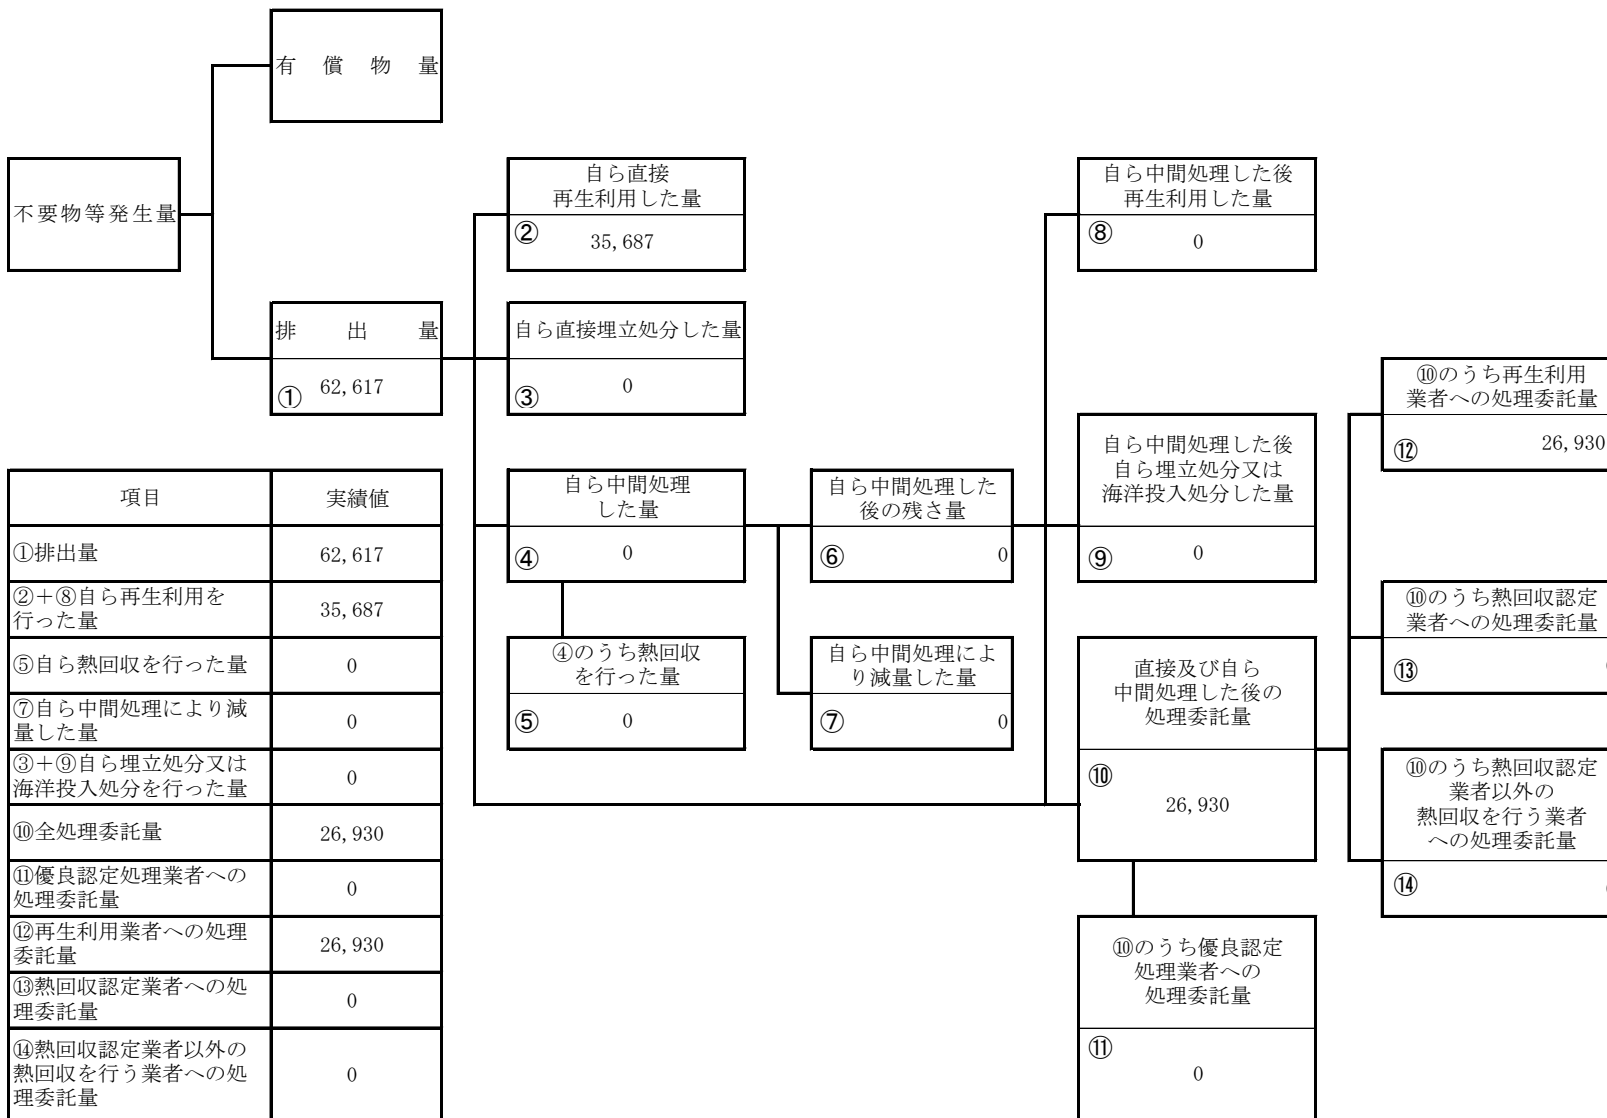 有償物量
不要物等発生量
排出量
① 62,617
自ら直接
再生利用した量
② 35,687
自ら直接埋立処分した量
③ 0
自ら中間処理
した量
④ 0
④のうち熱回収
を行った量
⑤ 0
自ら中間処理した
後の残さ量
⑥ 0
自ら中間処理によ
り減量した量
⑦ 0
自ら中間処理した後
再生利用した量
⑧ 0
自ら中間処理した後
自ら埋立処分又は
海洋投入処分した量
⑨ 0
直接及び自ら
中間処理した後の
処理委託量
⑩
26,930
⑩のうち優良認定
処理業者への
処理委託量
⑪
0
⑩のうち再生利用
業者への処理委託量
⑫ 26,930
⑩のうち熱回収認定
業者への処理委託量
⑬
⑩のうち熱回収認定
業者以外の
熱回収を行う業者
への処理委託量
⑭
項目 実績値
①排出量 62,617
②+⑧自ら再生利用を
行った量 35,687
⑤自ら熱回収を行った量 0
⑦自ら中間処理により減
量した量 0
③+⑨自ら埋立処分又は
海洋投入処分を行った量 0
⑩全処理委託量 26,930
⑪優良認定処理業者への
処理委託量 0
⑫再生利用業者への処理
委託量 26,930
⑬熱回収認定業者への処
理委託量 0
⑭熱回収認定業者以外の
熱回収を行う業者への処
理委託量 0